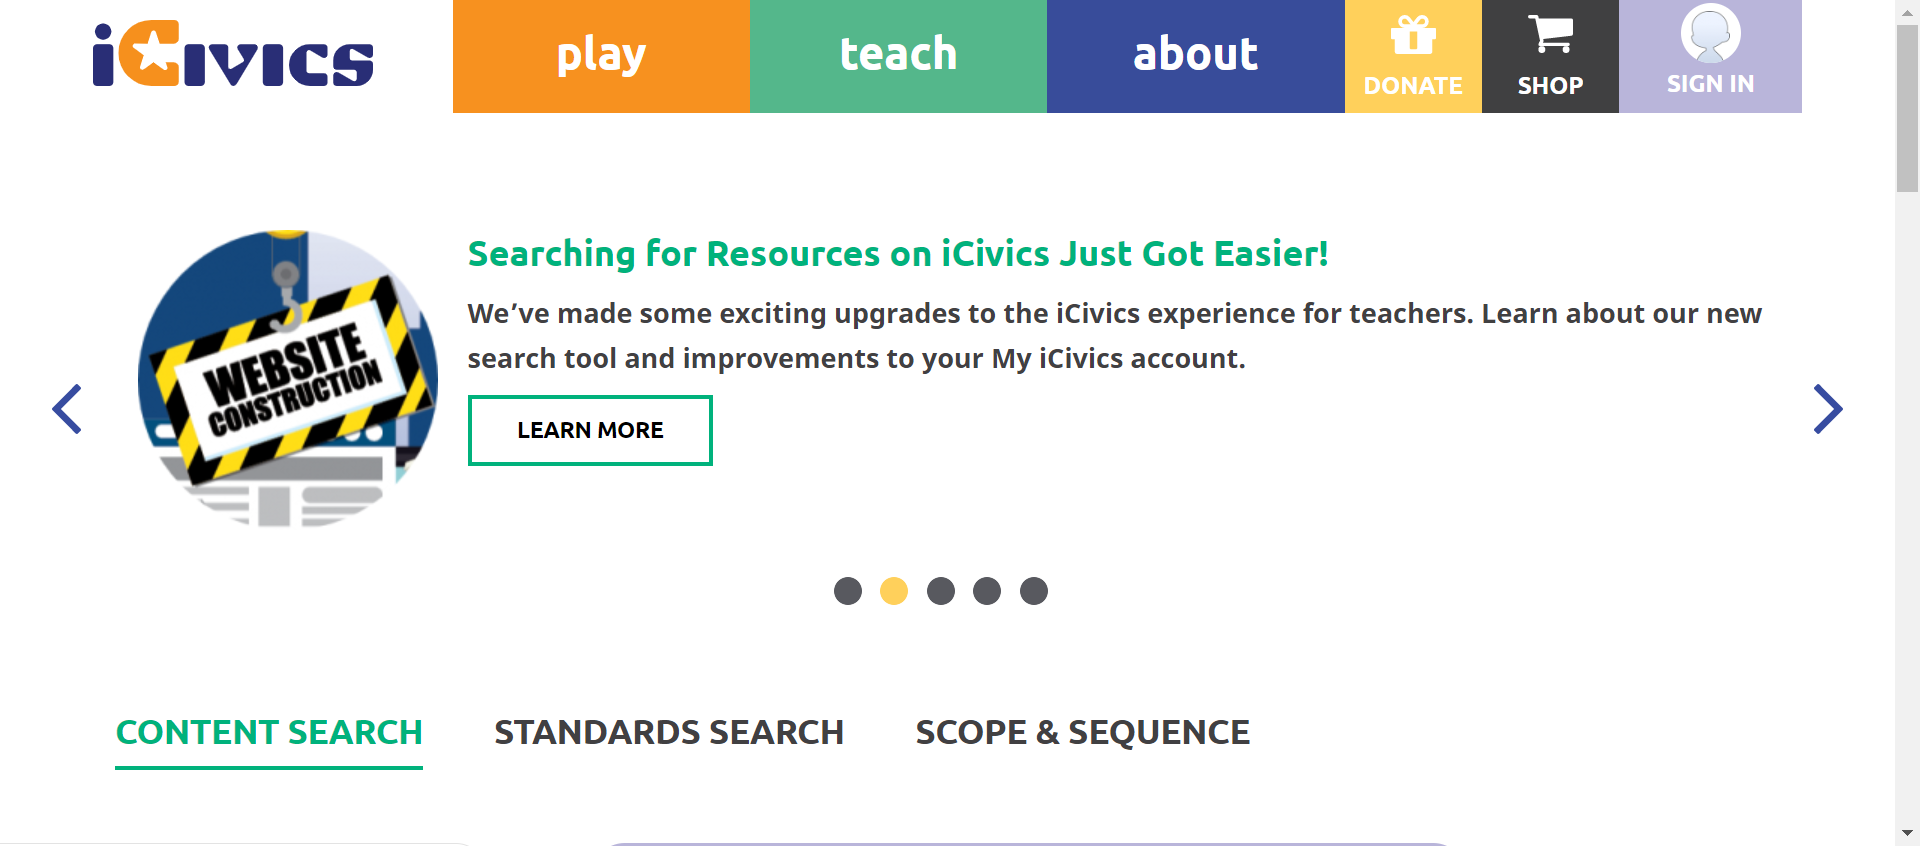 iCivics
play
teach
about
DONATE
SHOP
SIGN IN
Searching for Resources on iCivics Just Got Easier!
We’ve made some exciting upgrades to the iCivics experience for teachers. Learn about our new
search tool and improvements to your My iCivics account.
WEBSITE
CONSTRUCTION
LEARN MORE
CONTENT SEARCH
STANDARDS SEARCH
SCOPE & SEQUENCE